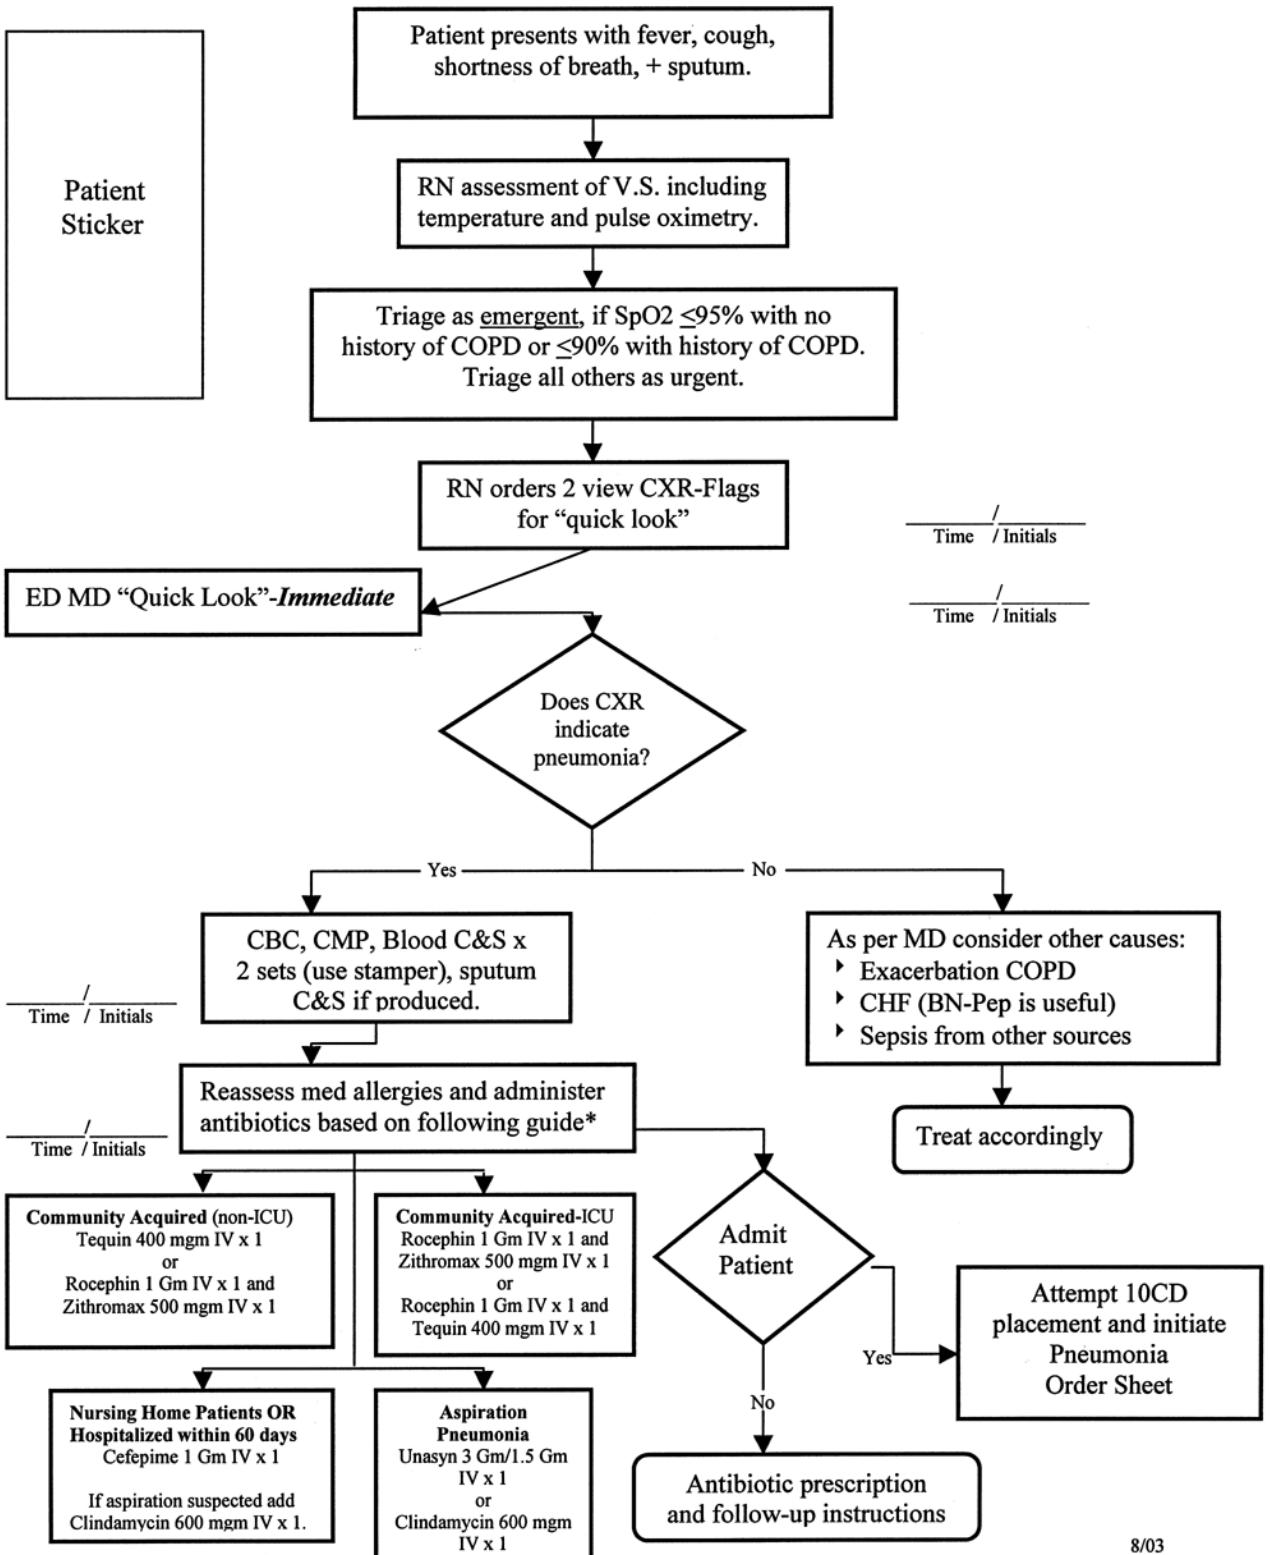 Patient presents with fever, cough,
shortness of breath, + sputum.
Patient
Sticker
RN assessment of V.S. including
temperature and pulse oximetry.
Triage as emergent, if SpO2 ≤95% with no
history of COPD or ≤90% with history of COPD.
Triage all others as urgent.
RN orders 2 view CXR-Flags
for “quick look”
/
Time / Initials
ED MD “Quick Look”-Immediate
/
Time / Initials
Does CXR
indicate
pneumonia?
Yes
No
CBC, CMP, Blood C&S x
2 sets (use stamper), sputum
C&S if produced.
/
Time / Initials
As per MD consider other causes:
Exacerbation COPD
CHF (BN-Pep is useful)
Sepsis from other sources
Reassess med allergies and administer
antibiotics based on following guide*
/
Time / Initials
Treat accordingly
Community Acquired (non-ICU)
Tequin 400 mgm IV x 1
or
Rocephin 1 Gm IV x 1 and
Zithromax 500 mgm IV x 1
Community Acquired-ICU
Rocephin 1 Gm IV x 1 and
Zithromax 500 mgm IV x 1
or
Rocephin 1 Gm IV x 1 and
Tequin 400 mgm IV x 1
Admit
Patient
Yes
Attempt 10CD
placement and initiate
Pneumonia
Order Sheet
No
Nursing Home Patients OR
Hospitalized within 60 days
Cefepime 1 Gm IV x 1
If aspiration suspected add
Clindamycin 600 mgm IV x 1.
Aspiration
Pneumonia
Unasyn 3 Gm/1.5 Gm
IV x 1
or
Clindamycin 600 mgm
IV x 1
Antibiotic prescription
and follow-up instructions
8/03